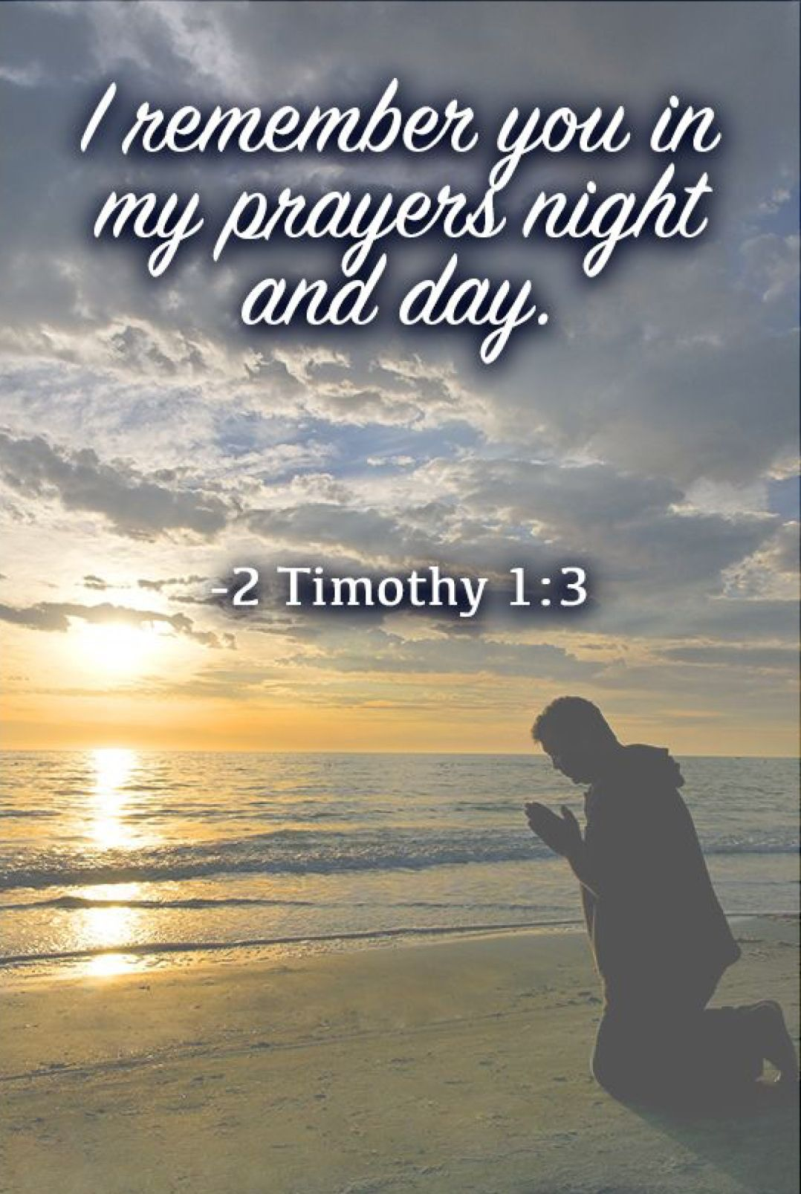 I remember you in
my prayers night
and day.
-2 Timothy 1:3